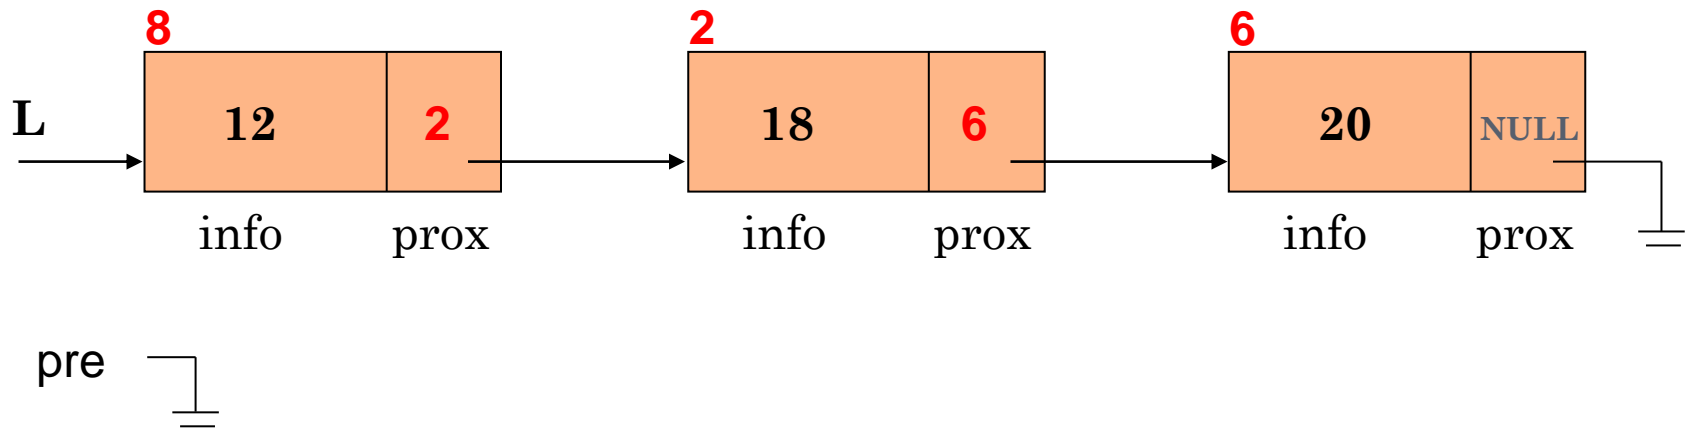 8 2 6
L 12 2 18 6 20 NULL
info prox info prox info prox
pre